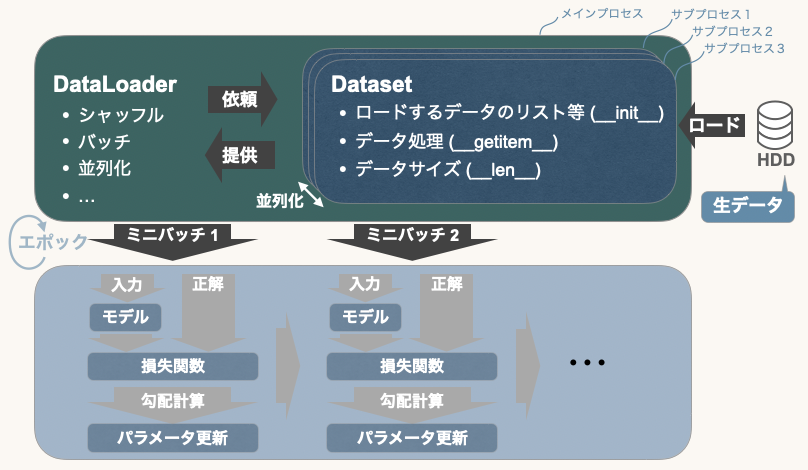 メインプロセス
サブプロセス1
サブプロセス2
サブプロセス3
DataLoader
• シャッフル
• バッチ
• 並列化
• …
依頼
提供
Dataset
• ロードするデータのリスト等 (__init__)
• データ処理 (__getitem__)
• データサイズ (__len__)
並列化
ロード
HDD
生データ
エポック
ミニバッチ 1
ミニバッチ 2
入力
正解
モデル
損失関数
勾配計算
パラメータ更新
入力
正解
モデル
損失関数
勾配計算
パラメータ更新
• • •